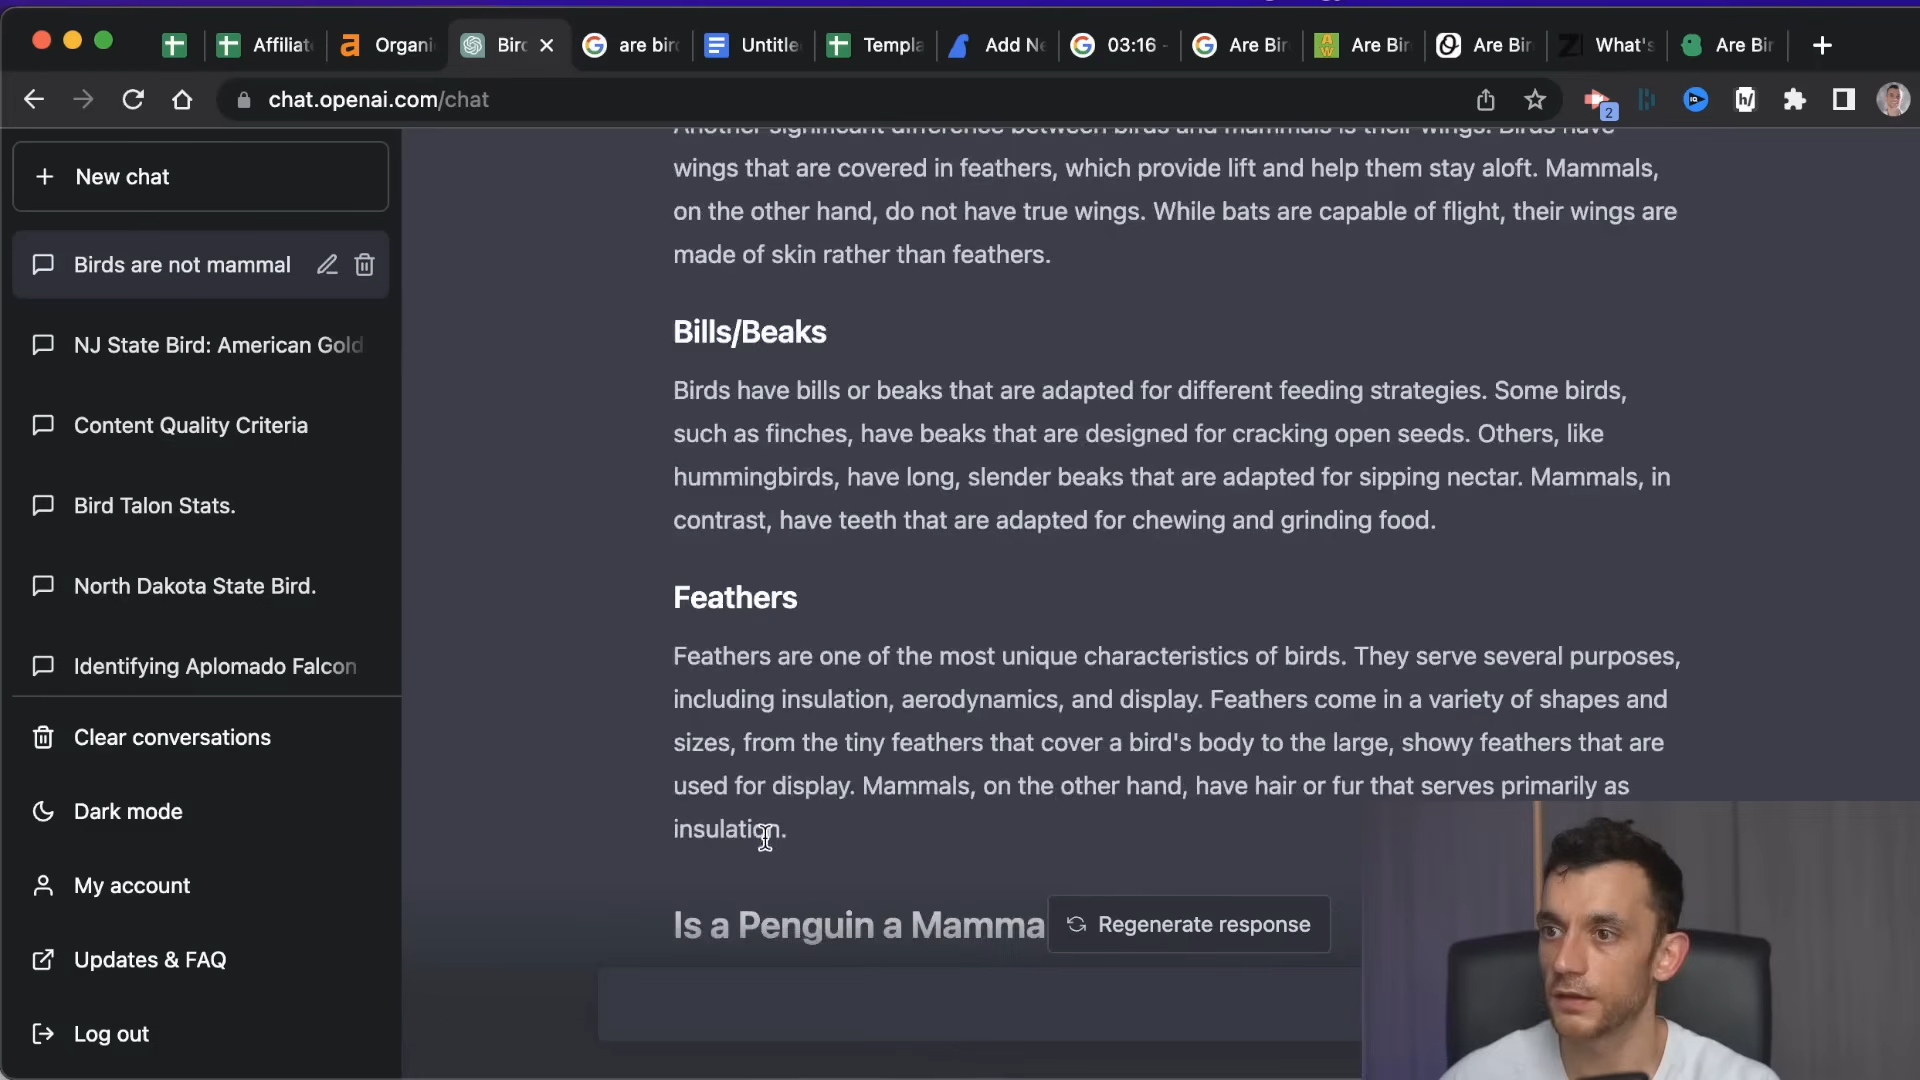 Affiliat
Organi
Bird
are bir
Untitle
Templa
Add Ne
03:16 -
Are Bir
Are Bir
Are Bir
What's
Are Bir
chat.openai.com/chat
2
New chat
Birds are not mammal
NJ State Bird: American Gold
Content Quality Criteria
Bird Talon Stats.
North Dakota State Bird.
Identifying Aplomado Falcon
Clear conversations
Dark mode
My account
Updates & FAQ
Log out
Another significant difference between birds and mammals is their wings. Birds have
wings that are covered in feathers, which provide lift and help them stay aloft. Mammals,
on the other hand, do not have true wings. While bats are capable of flight, their wings are
made of skin rather than feathers.
Bills/Beaks
Birds have bills or beaks that are adapted for different feeding strategies. Some birds,
such as finches, have beaks that are designed for cracking open seeds. Others, like
hummingbirds, have long, slender beaks that are adapted for sipping nectar. Mammals, in
contrast, have teeth that are adapted for chewing and grinding food.
Feathers
Feathers are one of the most unique characteristics of birds. They serve several purposes,
including insulation, aerodynamics, and display. Feathers come in a variety of shapes and
sizes, from the tiny feathers that cover a bird's body to the large, showy feathers that are
used for display. Mammals, on the other hand, have hair or fur that serves primarily as
insulation.
Is a Penguin a Mamma
Regenerate response